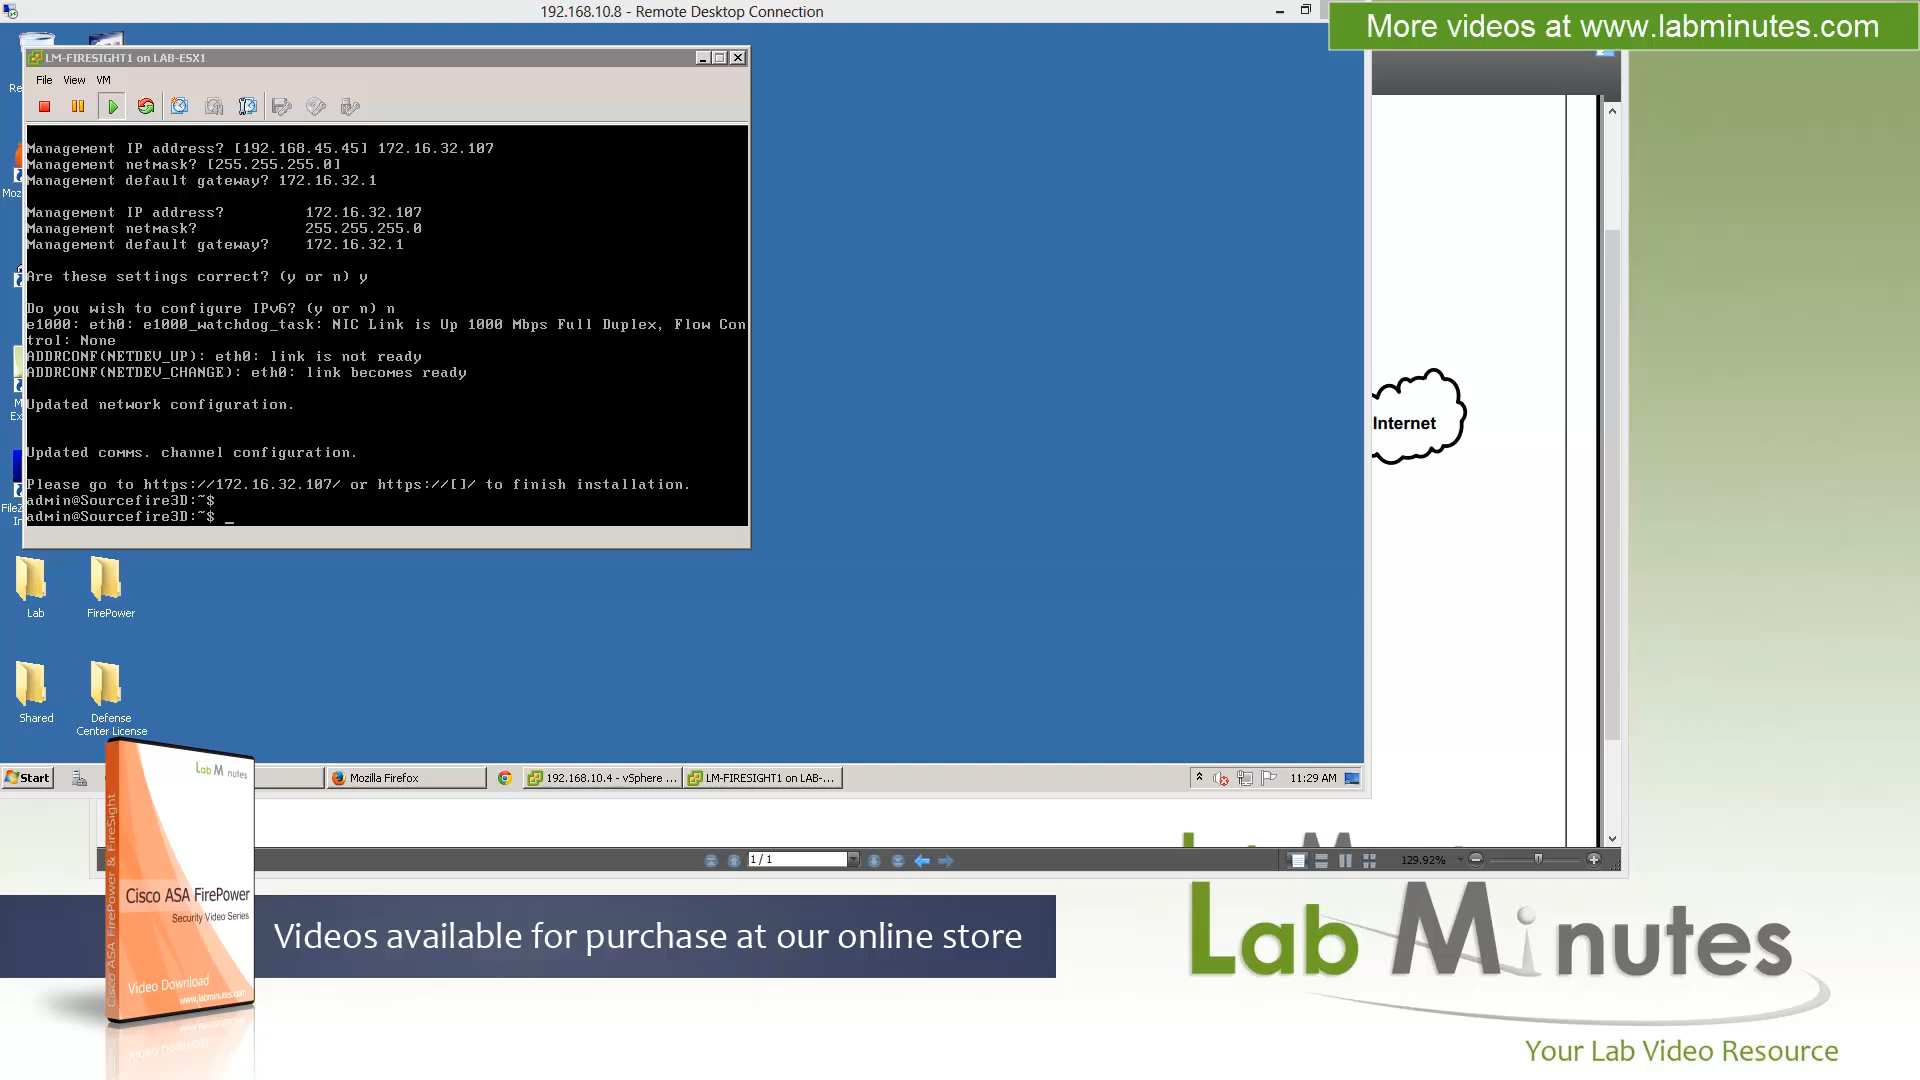 192.168.10.8 - Remote Desktop Connection
More videos at www.labminutes.com
LM-FIRESIGHT1 on LAB-ESX1
File View VM
Management IP address? [192.168.45.45] 172.16.32.107
Management netmask? [255.255.255.0]
Management default gateway? 172.16.32.1
Management IP address? 172.16.32.107
Management netmask? 255.255.255.0
Management default gateway? 172.16.32.1
Are these settings correct? (y or n) y
Do you wish to configure IPv6? (y or n) n
e1000: eth0: e1000_watchdog_task: NIC Link is Up 1000 Mbps Full Duplex, Flow Con
trol: None
ADDRCONF(NETDEV_UP): eth0: link is not ready
ADDRCONF(NETDEV_CHANGE): eth0: link becomes ready
Updated network configuration.
Updated comms. channel configuration.
Please go to https://172.16.32.107/ or https://[]/ to finish installation.
admin@Sourcefire3D:~$
admin@Sourcefire3D:~$ _
Internet
Lab
FirePower
Shared
Defense
Center License
Start
Mozilla Firefox
192.168.10.4 - vSphere ...
LM-FIRESIGHT1 on LAB-...
11:29 AM
1 / 1
129.92%
Lab Minutes
Cisco ASA FirePower & FireSight
Cisco ASA FirePower
Security Video Series
Video Download
www.labminutes.com
Videos available for purchase at our online store
Lab Minutes
Your Lab Video Resource